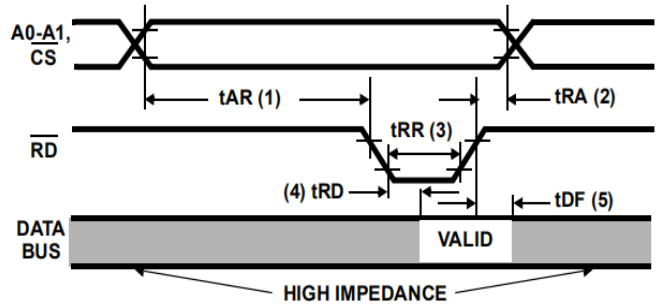 A0-A1,
CS
tAR (1)
tRA (2)
RD
tRR (3)
(4) tRD
tDF (5)
DATA
BUS
VALID
HIGH IMPEDANCE